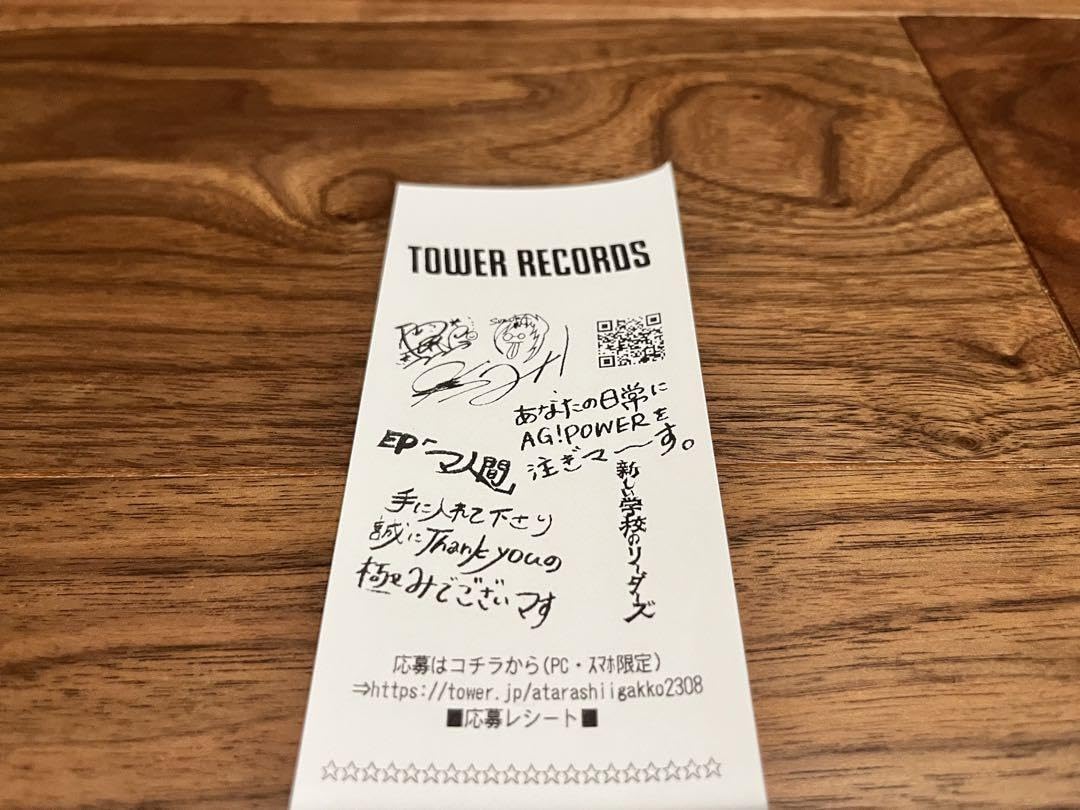 TOWER RECORDS
あなたの日常に
AG!POWERを
注ぎマ〜す。
新しい学校のリーダーズ
EP「マ人間」
手に入れて下さり
誠にThank youの
極みでございマす
応募はコチラから(PC・スマホ限定)
⇒https://tower.jp/atarashiigakko2308
■応募レシート■
☆☆☆☆☆☆☆☆☆☆☆☆☆☆☆☆☆☆☆☆☆☆☆☆